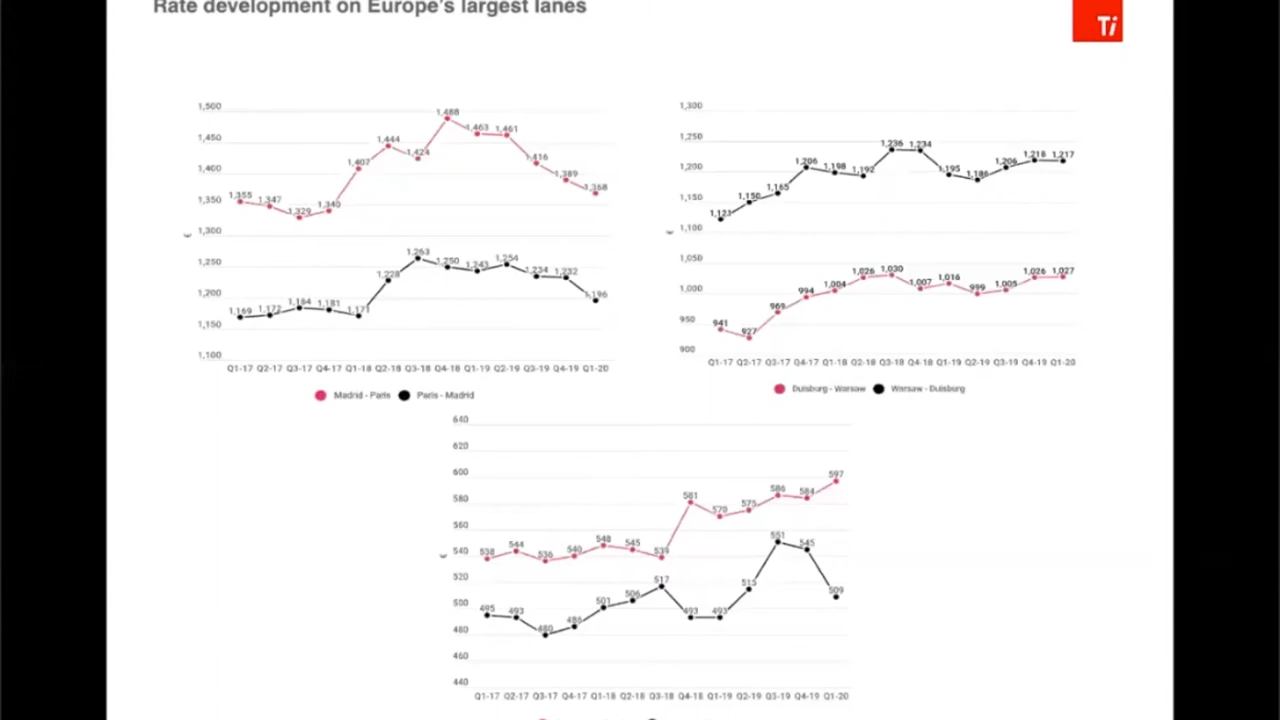 Rate development on Europe's largest lanes
Ti
1,500
1,450
1,400
1,350
1,300
1,250
1,200
1,150
1,100
€
1,355 1,347 1,329 1,340 1,407 1,444 1,424 1,488 1,463 1,461 1,416 1,389 1,368
1,169 1,172 1,184 1,181 1,171 1,228 1,263 1,250 1,243 1,254 1,234 1,232 1,196
Q1-17 Q2-17 Q3-17 Q4-17 Q1-18 Q2-18 Q3-18 Q4-18 Q1-19 Q2-19 Q3-19 Q4-19 Q1-20
Madrid - Paris Paris - Madrid
1,300
1,250
1,200
1,150
1,100
1,050
1,000
950
900
€
1,150 1,165 1,206 1,198 1,192 1,236 1,234 1,195 1,186 1,206 1,218 1,217
941 927 969 994 1,004 1,026 1,030 1,007 1,016 999 1,005 1,026 1,027
Q1-17 Q2-17 Q3-17 Q4-17 Q1-18 Q2-18 Q3-18 Q4-18 Q1-19 Q2-19 Q3-19 Q4-19 Q1-20
Duisburg - Warsaw Warsaw - Duisburg
640
620
600
580
560
540
520
500
480
460
440
€
538 544 536 540 548 545 539 581 570 575 586 584 597
495 493 480 486 501 506 517 493 493 515 551 545 509
Q1-17 Q2-17 Q3-17 Q4-17 Q1-18 Q2-18 Q3-18 Q4-18 Q1-19 Q2-19 Q3-19 Q4-19 Q1-20